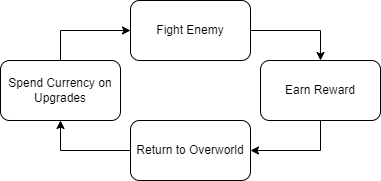 Fight Enemy
Earn Reward
Return to Overworld
Spend Currency on
Upgrades